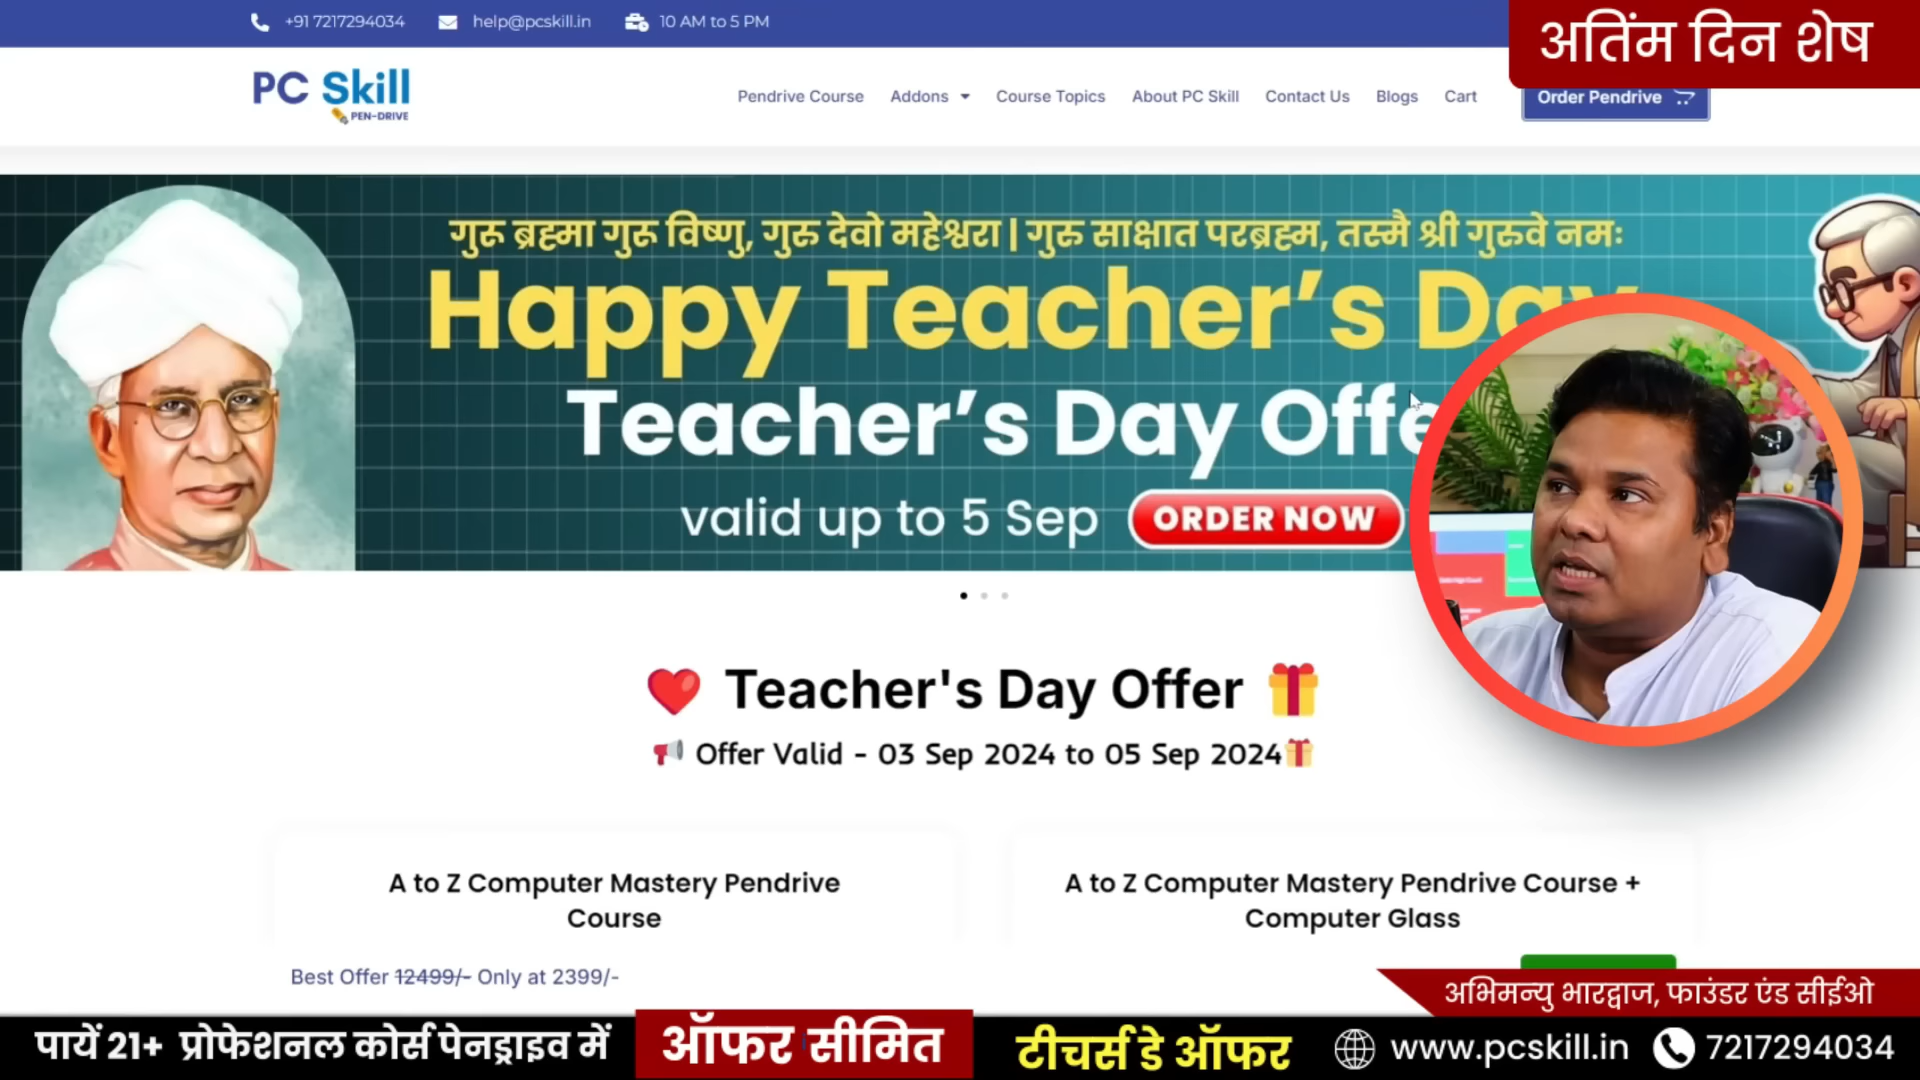 +91 7217294034 help@pcskill.in 10 AM to 5 PM
अतिंम दिन शेष
PC Skill
PEN-DRIVE
Pendrive Course Addons Course Topics About PC Skill Contact Us Blogs Cart Order Pendrive
गुरू ब्रह्मा गुरू विष्णु, गुरु देवो महेश्वरा | गुरु साक्षात परब्रह्म, तस्मै श्री गुरुवे नमः
Happy Teacher's Day
Teacher's Day Offe
valid up to 5 Sep ORDER NOW
Teacher's Day Offer
Offer Valid - 03 Sep 2024 to 05 Sep 2024
A to Z Computer Mastery Pendrive
Course
Best Offer 12499/- Only at 2399/-
A to Z Computer Mastery Pendrive Course +
Computer Glass
अभिमन्यु भारद्वाज, फाउंडर एंड सीईओ
पायें 21+ प्रोफेशनल कोर्स पेनड्राइव में ऑफर सीमित टीचर्स डे ऑफर www.pcskill.in 7217294034